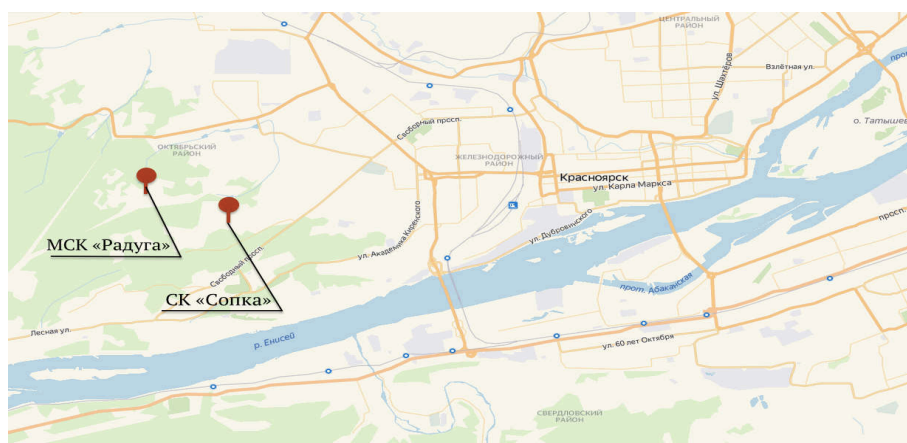 ЦЕНТРАЛЬНЫЙ
РАЙОН
Взлётная ул.
ул. Шахтёров
о. Татышев
Свободный просп.
ОКТЯБРЬСКИЙ
РАЙОН
ЖЕЛЕЗНОДОРОЖНЫЙ
РАЙОН
Красноярск
ул. Карла Маркса
МСК «Радуга»
ул. Академика Киренского
ул. Дубровинского
просп.
Свободный просп.
прот. Абаканская
СК «Сопка»
Лесная ул.
р. Енисей
ул. 60 лет Октября
СВЕРДЛОВСКИЙ
РАЙОН